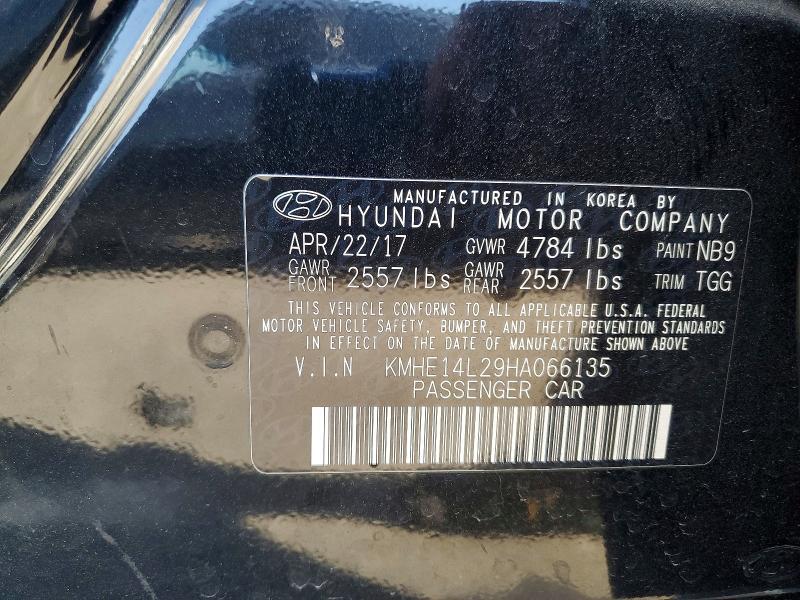 MANUFACTURED IN KOREA BY
HYUNDAI MOTOR COMPANY
APR/22/17 GVWR 4784 lbs PAINT NB9
GAWR FRONT 2557 lbs GAWR REAR 2557 lbs TRIM TGG
THIS VEHICLE CONFORMS TO ALL APPLICABLE U.S.A. FEDERAL
MOTOR VEHICLE SAFETY, BUMPER, AND THEFT PREVENTION STANDARDS
IN EFFECT ON THE DATE OF MANUFACTURE SHOWN ABOVE
V.I.N KMHE14L29HA066135
PASSENGER CAR